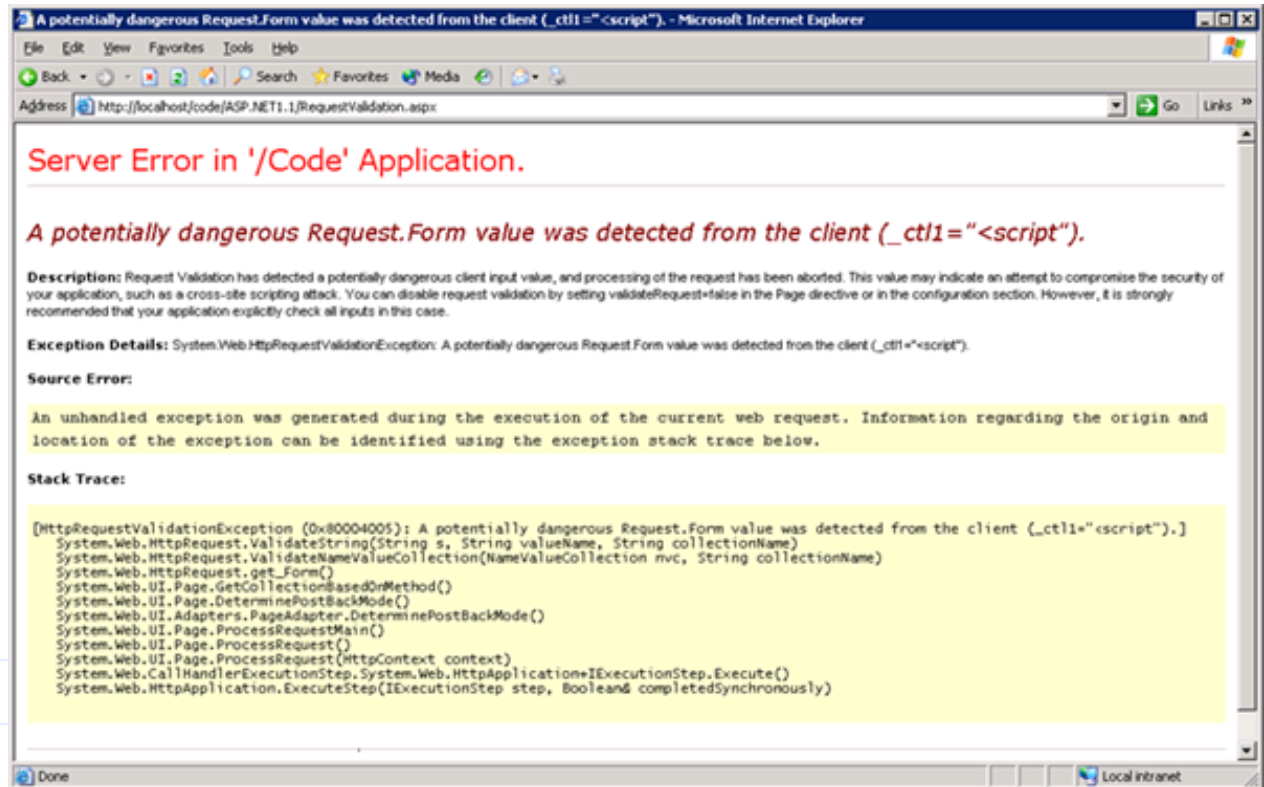 A potentially dangerous Request.Form value was detected from the client (_ctl1="<script"). - Microsoft Internet Explorer
File Edit View Favorites Tools Help
Back Search Favorites Media
Address http://localhost/code/ASP.NET1.1/RequestValidation.aspx Go Links »
Server Error in '/Code' Application.
A potentially dangerous Request.Form value was detected from the client (_ctl1="<script").
Description: Request Validation has detected a potentially dangerous client input value, and processing of the request has been aborted. This value may indicate an attempt to compromise the security of
your application, such as a cross-site scripting attack. You can disable request validation by setting validateRequest=false in the Page directive or in the configuration section. However, it is strongly
recommended that your application explicitly check all inputs in this case.
Exception Details: System.Web.HttpRequestValidationException: A potentially dangerous Request.Form value was detected from the client (_ctl1="<script").
Source Error:
An unhandled exception was generated during the execution of the current web request. Information regarding the origin and
location of the exception can be identified using the exception stack trace below.
Stack Trace:
[HttpRequestValidationException (0x80004005): A potentially dangerous Request.Form value was detected from the client (_ctl1="<script").]
System.Web.HttpRequest.ValidateString(String s, String valueName, String collectionName)
System.Web.HttpRequest.ValidateNameValueCollection(NameValueCollection nvc, String collectionName)
System.Web.HttpRequest.get_Form()
System.Web.UI.Page.GetCollectionBasedOnMethod()
System.Web.UI.Page.DeterminePostBackMode()
System.Web.UI.Adapters.PageAdapter.DeterminePostBackMode()
System.Web.UI.Page.ProcessRequestMain()
System.Web.UI.Page.ProcessRequest()
System.Web.UI.Page.ProcessRequest(HttpContext context)
System.Web.CallHandlerExecutionStep.System.Web.HttpApplication+IExecutionStep.Execute()
System.Web.HttpApplication.ExecuteStep(IExecutionStep step, Boolean& completedSynchronously)
Done Local intranet